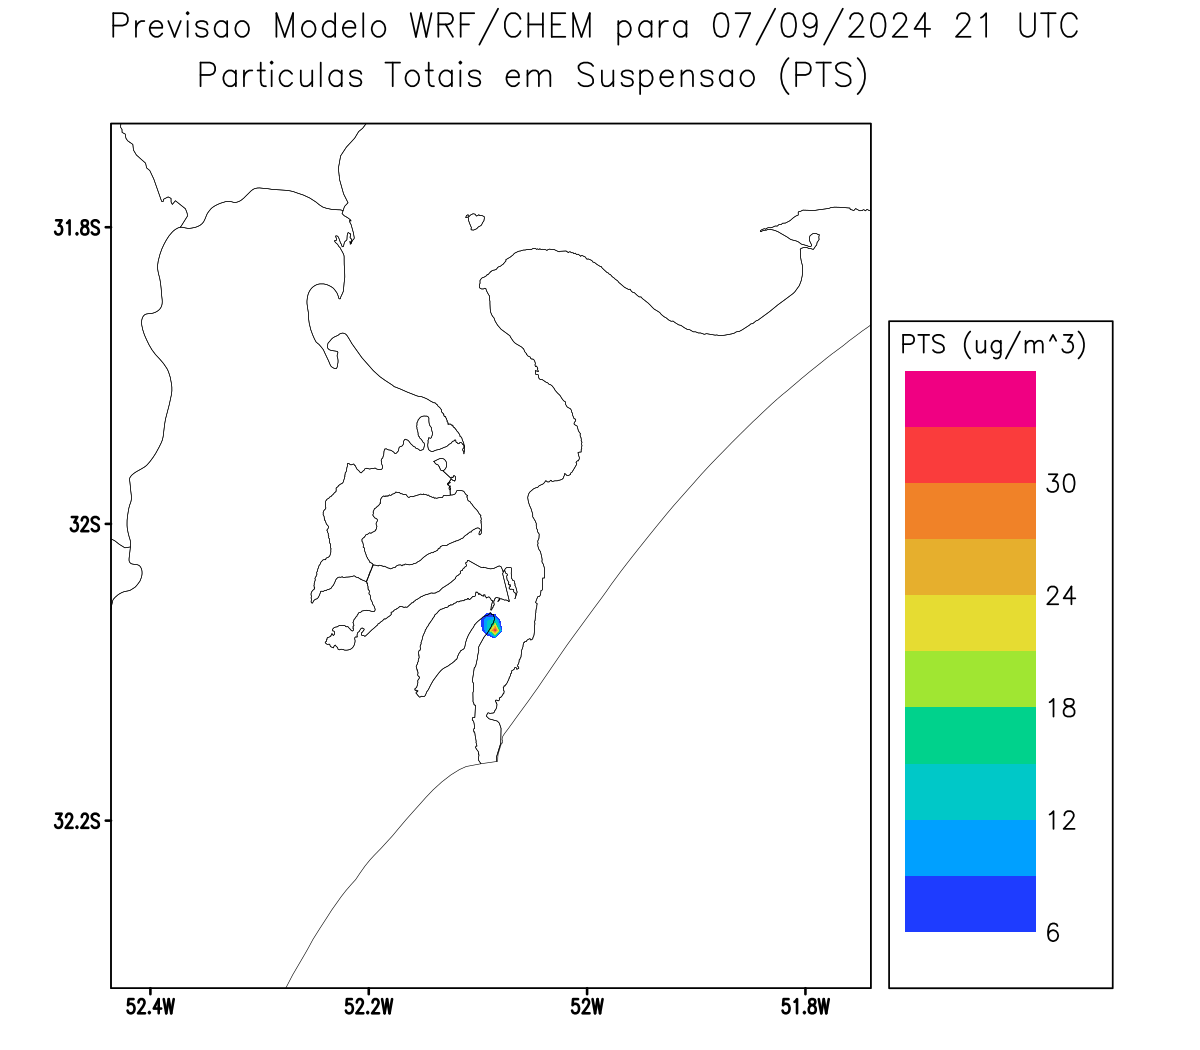 Previsao Modelo WRF/CHEM para 07/09/2024 21 UTC
Particulas Totais em Suspensao (PTS)
31.8S
32S
32.2S
52.4W
52.2W
52W
51.8W
PTS (ug/m^3)
30
24
18
12
6